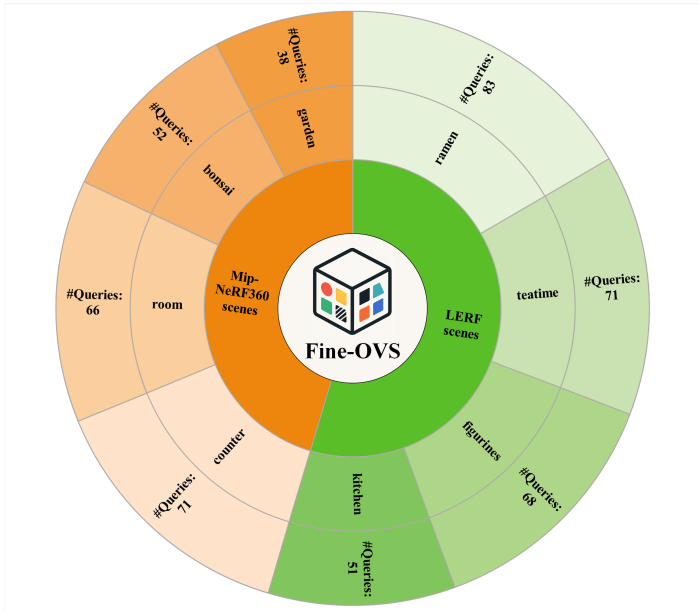 Fine-OVS
LERF
scenes
ramen
#Queries:
83
teatime
#Queries:
71
figurines
#Queries:
68
kitchen
#Queries:
51
Mip-
NeRF360
scenes
counter
#Queries:
71
room
#Queries:
66
bonsai
#Queries:
52
garden
#Queries:
38